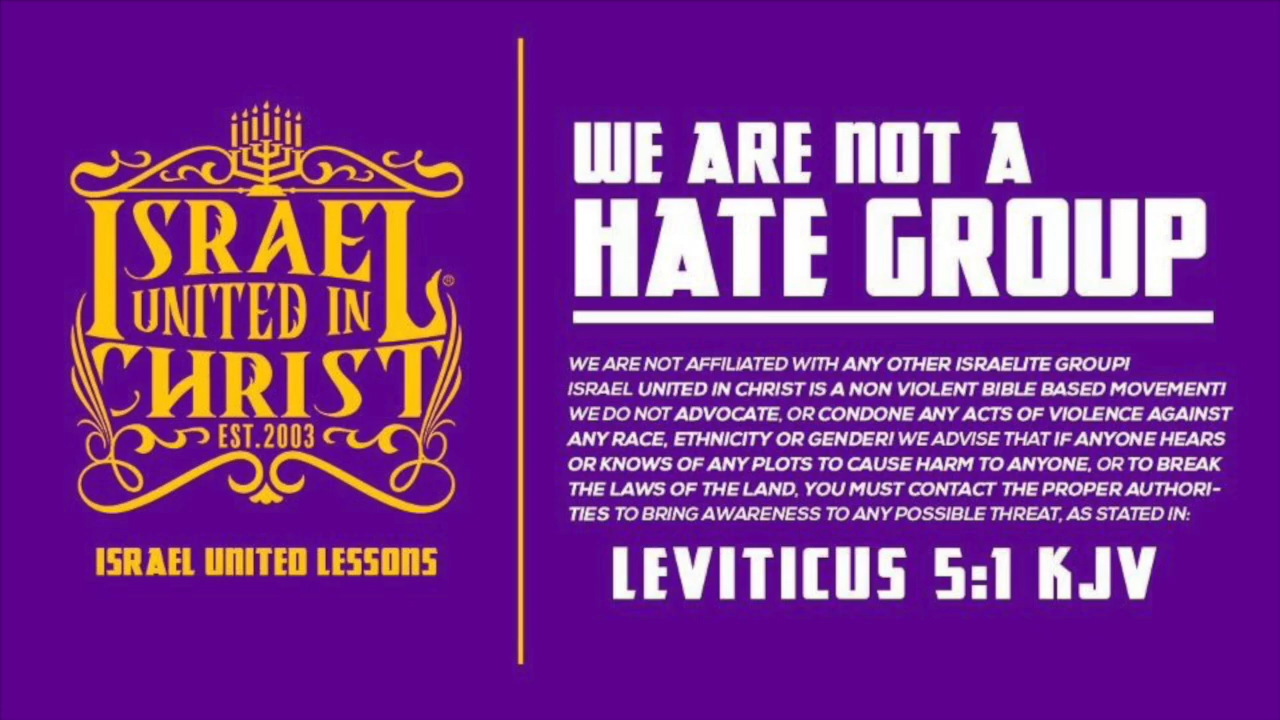 ISRAEL
UNITED IN
CHRIST
EST.2003
ISRAEL UNITED LESSONS
WE ARE NOT A
HATE GROUP
WE ARE NOT AFFILIATED WITH ANY OTHER ISRAELITE GROUP!
ISRAEL UNITED IN CHRIST IS A NON VIOLENT BIBLE BASED MOVEMENT!
WE DO NOT ADVOCATE, OR CONDONE ANY ACTS OF VIOLENCE AGAINST
ANY RACE, ETHNICITY OR GENDER! WE ADVISE THAT IF ANYONE HEARS
OR KNOWS OF ANY PLOTS TO CAUSE HARM TO ANYONE, OR TO BREAK
THE LAWS OF THE LAND, YOU MUST CONTACT THE PROPER AUTHORI-
TIES TO BRING AWARENESS TO ANY POSSIBLE THREAT, AS STATED IN:
LEVITICUS 5:1 KJV